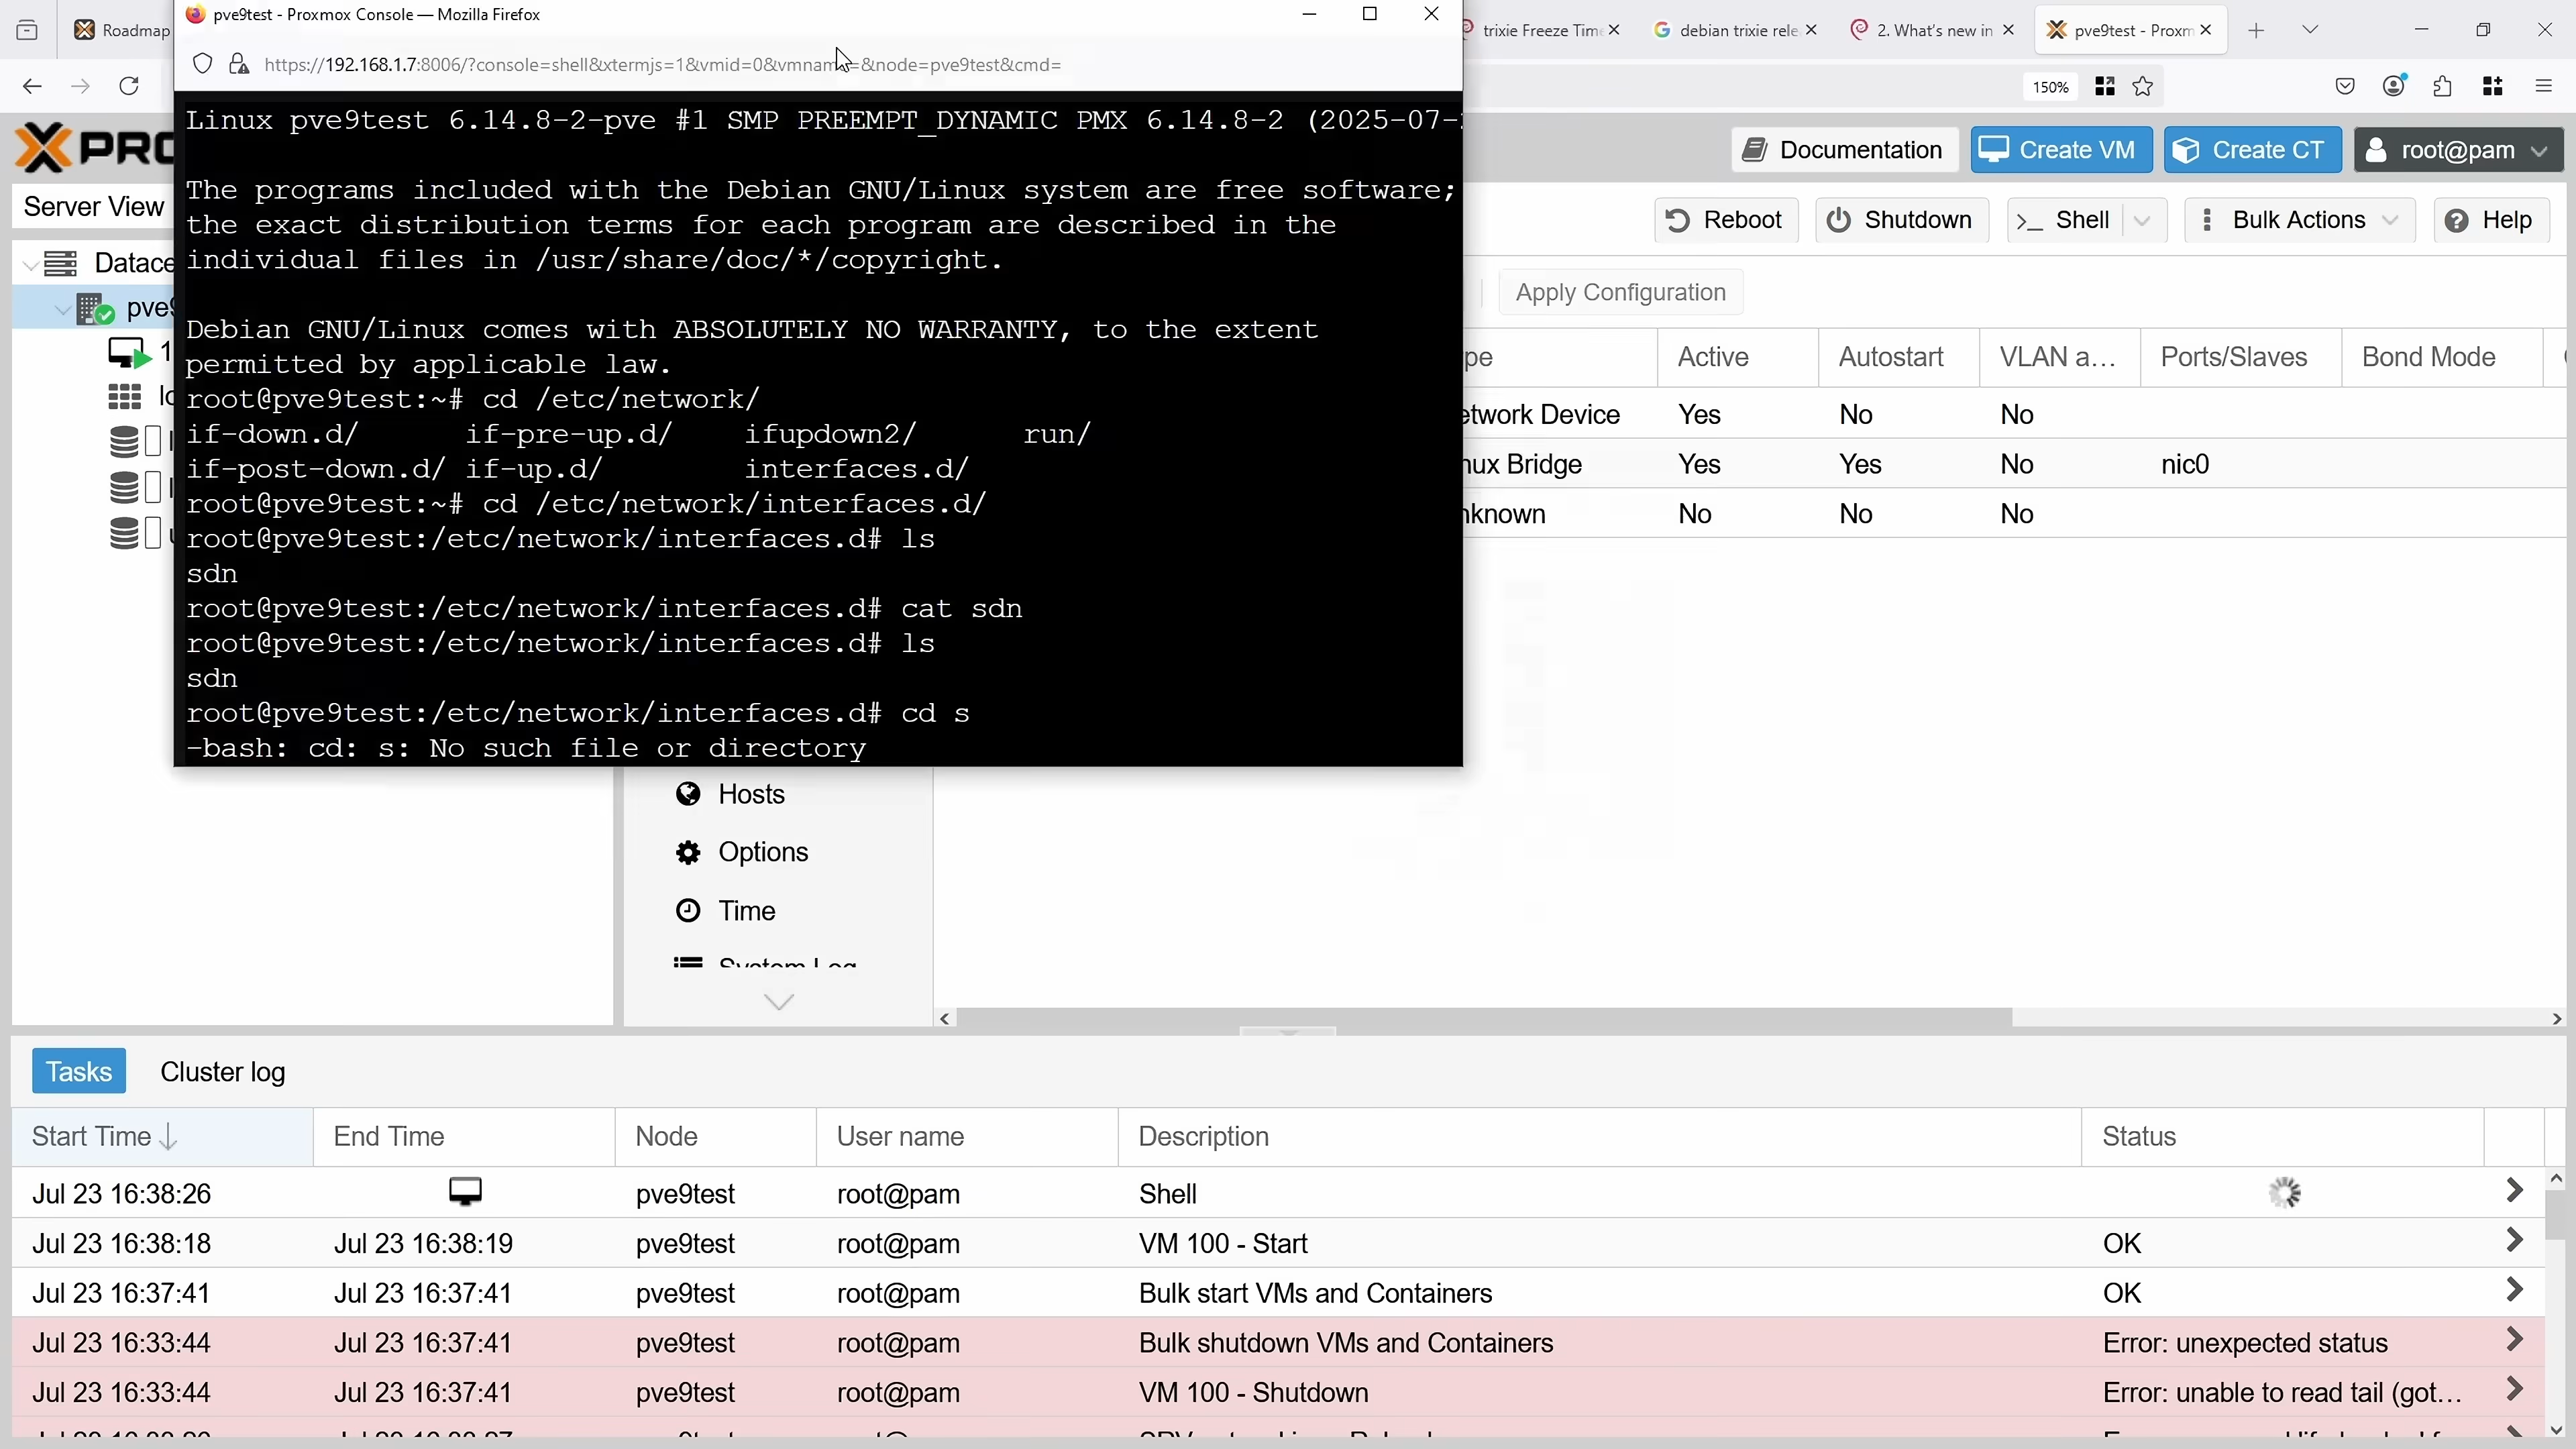 Roadmap
pve9test - Proxmox Console — Mozilla Firefox
trixie Freeze Tim
debian trixie rele
2. What's new in
pve9test - Proxm
https://192.168.1.7:8006/?console=shell&xtermjs=1&vmid=0&vmnam=&node=pve9test&cmd=
150%
PRO
Documentation
Create VM
Create CT
root@pam
Server View
Reboot
Shutdown
Shell
Bulk Actions
Help
Datace
pve9
1
lo
Apply Configuration
pe
Active
Autostart
VLAN a...
Ports/Slaves
Bond Mode
etwork Device
Yes
No
No
nux Bridge
Yes
Yes
No
nic0
nknown
No
No
No
Linux pve9test 6.14.8-2-pve #1 SMP PREEMPT_DYNAMIC PMX 6.14.8-2 (2025-07-
The programs included with the Debian GNU/Linux system are free software;
the exact distribution terms for each program are described in the
individual files in /usr/share/doc/*/copyright.
Debian GNU/Linux comes with ABSOLUTELY NO WARRANTY, to the extent
permitted by applicable law.
root@pve9test:~# cd /etc/network/
if-down.d/ if-pre-up.d/ ifupdown2/ run/
if-post-down.d/ if-up.d/ interfaces.d/
root@pve9test:~# cd /etc/network/interfaces.d/
root@pve9test:/etc/network/interfaces.d# ls
sdn
root@pve9test:/etc/network/interfaces.d# cat sdn
root@pve9test:/etc/network/interfaces.d# ls
sdn
root@pve9test:/etc/network/interfaces.d# cd s
-bash: cd: s: No such file or directory
Hosts
Options
Time
System Log
Tasks
Cluster log
Start Time
End Time
Node
User name
Description
Status
Jul 23 16:38:26
pve9test
root@pam
Shell
Jul 23 16:38:18
Jul 23 16:38:19
pve9test
root@pam
VM 100 - Start
OK
Jul 23 16:37:41
Jul 23 16:37:41
pve9test
root@pam
Bulk start VMs and Containers
OK
Jul 23 16:33:44
Jul 23 16:37:41
pve9test
root@pam
Bulk shutdown VMs and Containers
Error: unexpected status
Jul 23 16:33:44
Jul 23 16:37:41
pve9test
root@pam
VM 100 - Shutdown
Error: unable to read tail (got...